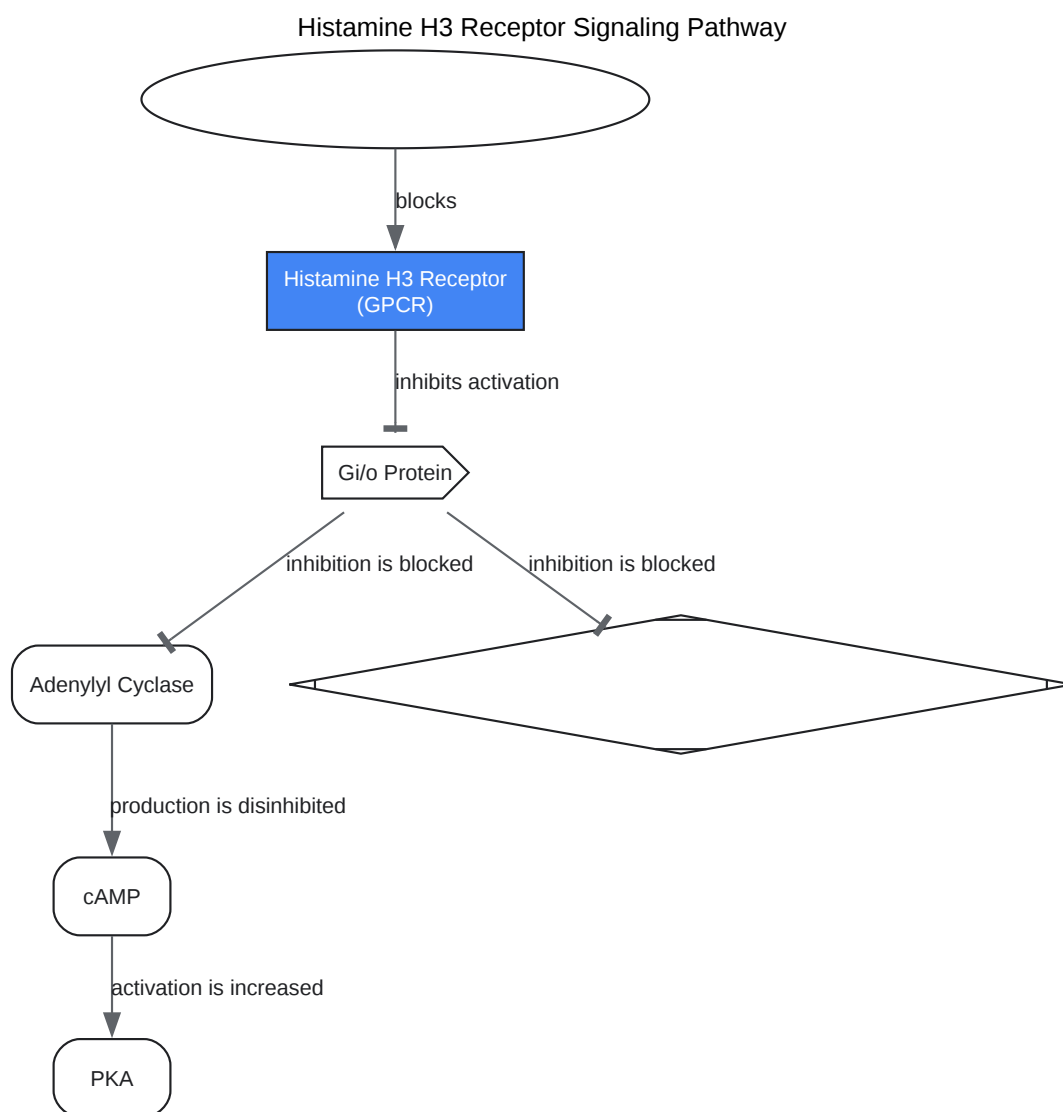 Histamine H3 Receptor Signaling Pathway
blocks
Histamine H3 Receptor
(GPCR)
inhibits activation
Gi/o Protein
inhibition is blocked
inhibition is blocked
Adenylyl Cyclase
production is disinhibited
cAMP
activation is increased
PKA